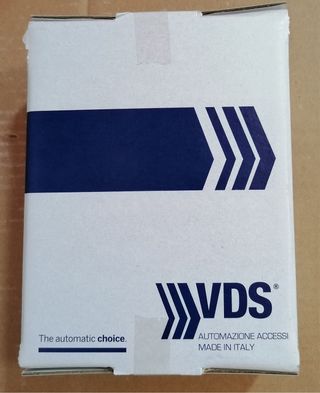 VDS®
The automatic choice.
AUTOMAZIONE ACCESSI
MADE IN ITALY